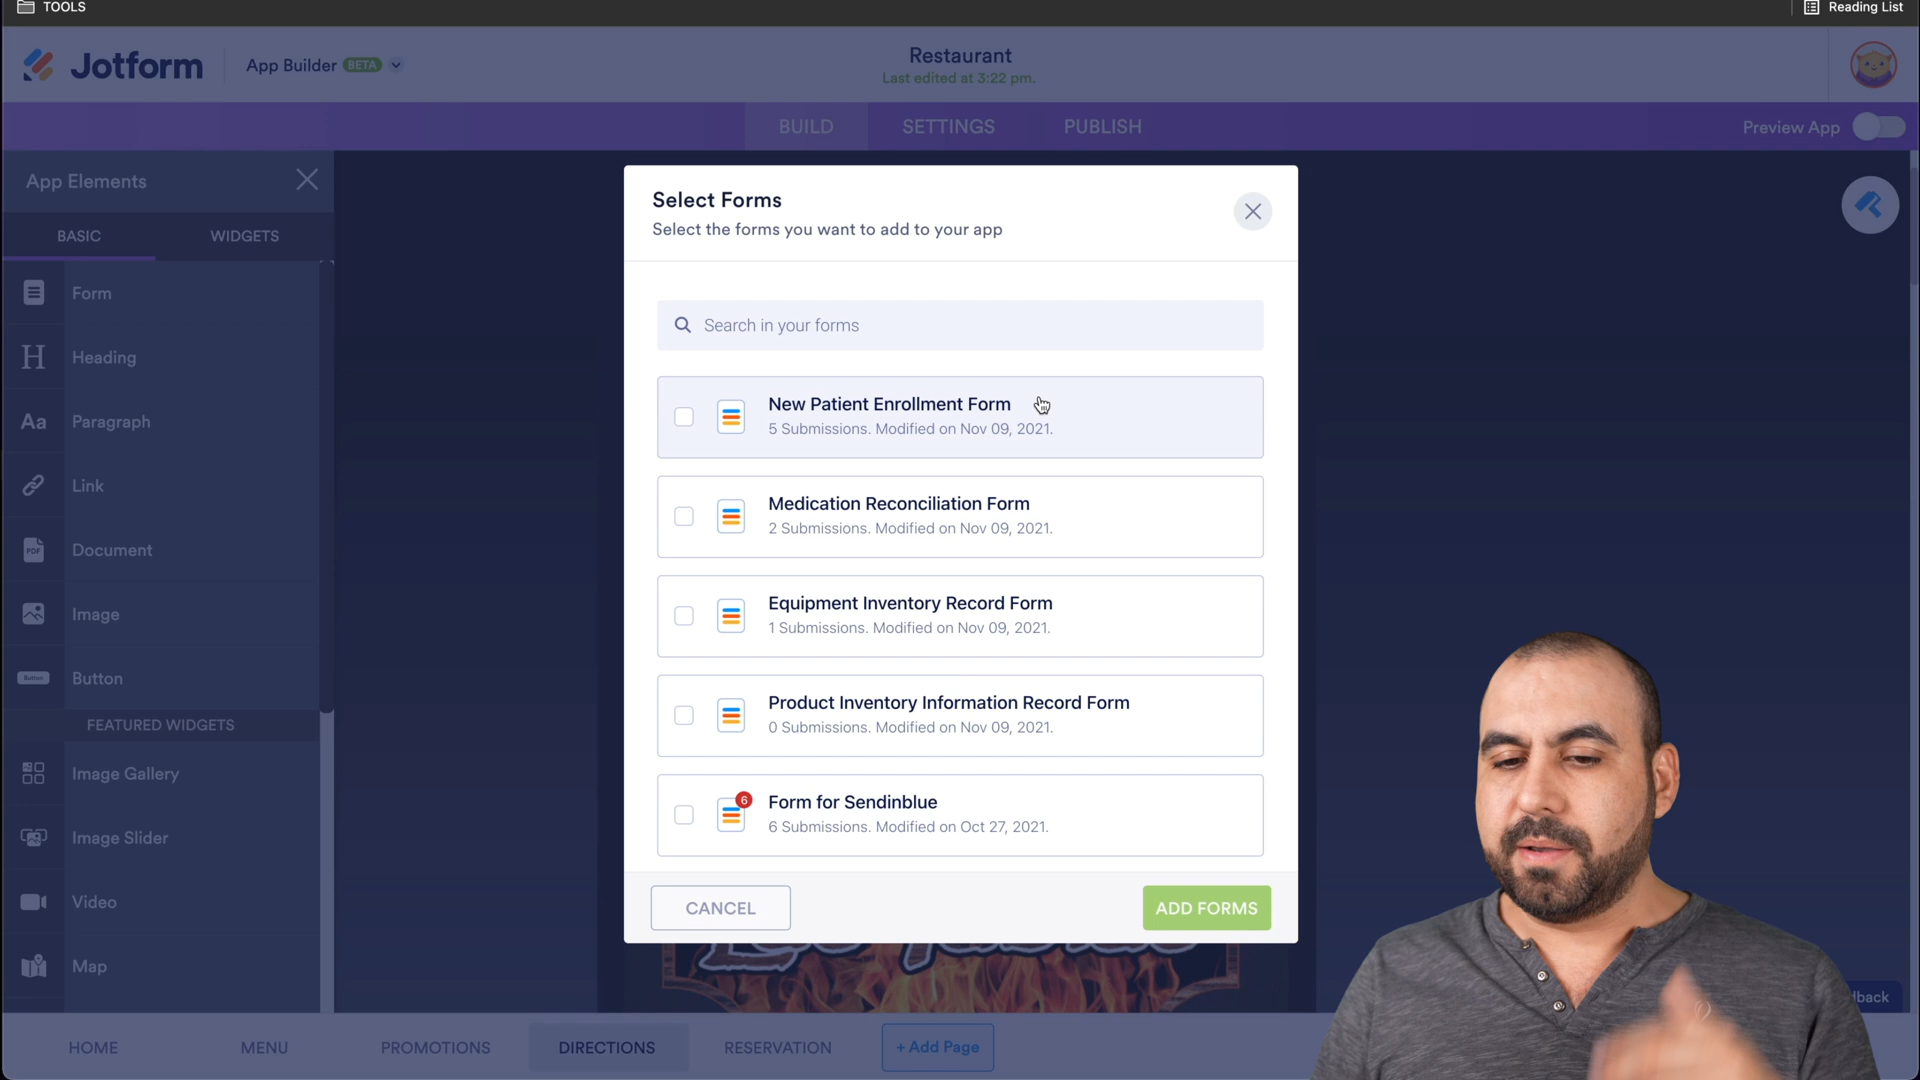 TOOLS
Reading List
Jotform
App Builder BETA
Restaurant
Last edited at 3:22 pm.
BUILD
SETTINGS
PUBLISH
Preview App
App Elements
BASIC
WIDGETS
Form
H Heading
Aa Paragraph
Link
PDF Document
Image
Button Button
FEATURED WIDGETS
Image Gallery
Image Slider
Video
Map
Select Forms
Select the forms you want to add to your app
Search in your forms
New Patient Enrollment Form
5 Submissions. Modified on Nov 09, 2021.
Medication Reconciliation Form
2 Submissions. Modified on Nov 09, 2021.
Equipment Inventory Record Form
1 Submissions. Modified on Nov 09, 2021.
Product Inventory Information Record Form
0 Submissions. Modified on Nov 09, 2021.
6
Form for Sendinblue
6 Submissions. Modified on Oct 27, 2021.
CANCEL
ADD FORMS
HOME
MENU
PROMOTIONS
DIRECTIONS
RESERVATION
+ Add Page